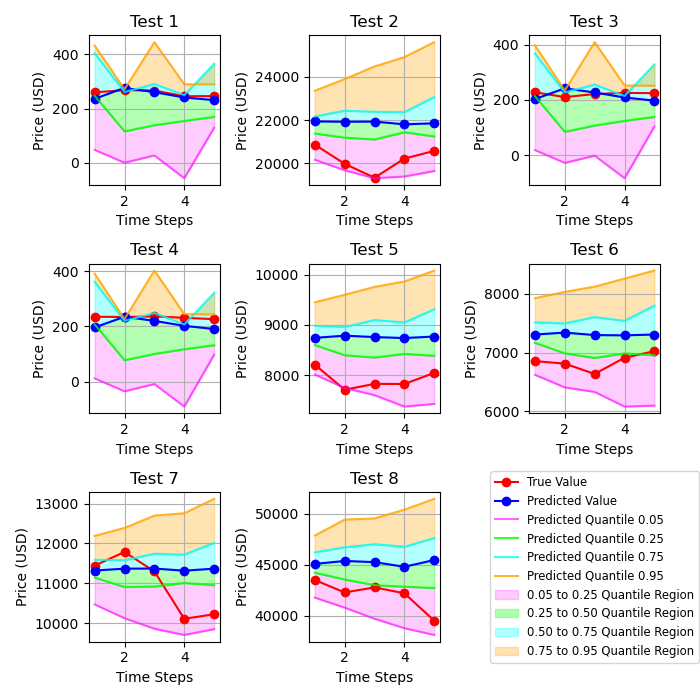 Test 1
Price (USD)
400
200
0
2
4
Time Steps
Test 2
Price (USD)
24000
22000
20000
2
4
Time Steps
Test 3
Price (USD)
400
200
0
2
4
Time Steps
Test 4
Price (USD)
400
200
0
2
4
Time Steps
Test 5
Price (USD)
10000
9000
8000
2
4
Time Steps
Test 6
Price (USD)
8000
7000
6000
2
4
Time Steps
Test 7
Price (USD)
13000
12000
11000
10000
2
4
Time Steps
Test 8
Price (USD)
50000
45000
40000
2
4
Time Steps
True Value
Predicted Value
Predicted Quantile 0.05
Predicted Quantile 0.25
Predicted Quantile 0.75
Predicted Quantile 0.95
0.05 to 0.25 Quantile Region
0.25 to 0.50 Quantile Region
0.50 to 0.75 Quantile Region
0.75 to 0.95 Quantile Region